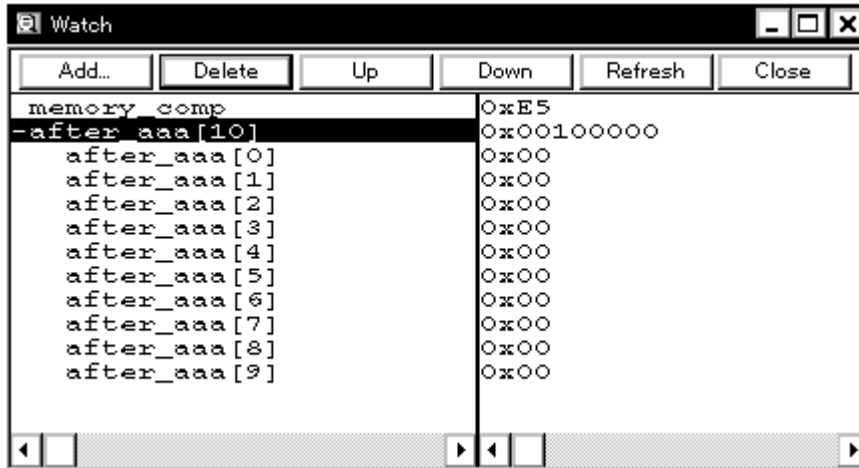 Watch
Add... Delete Up Down Refresh Close
memory_comp 0xE5
-after_aaa[10] 0x00100000
after_aaa[0] 0x00
after_aaa[1] 0x00
after_aaa[2] 0x00
after_aaa[3] 0x00
after_aaa[4] 0x00
after_aaa[5] 0x00
after_aaa[6] 0x00
after_aaa[7] 0x00
after_aaa[8] 0x00
after_aaa[9] 0x00